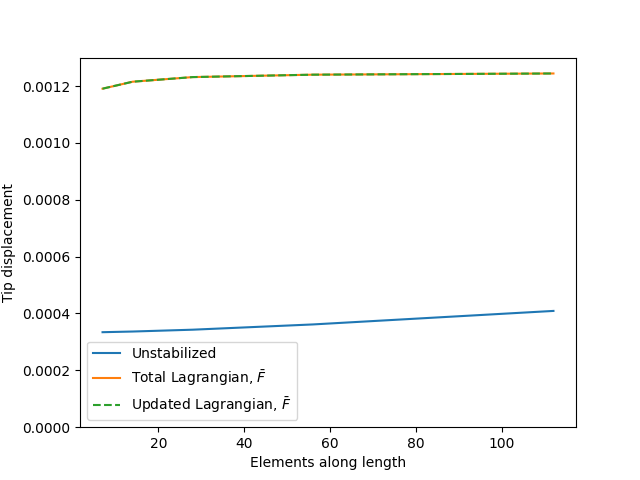 0.0012
0.0010
0.0008
0.0006
0.0004
0.0002
0.0000
Tip displacement
Unstabilized
Total Lagrangian, F̄
Updated Lagrangian, F̄
20 40 60 80 100
Elements along length